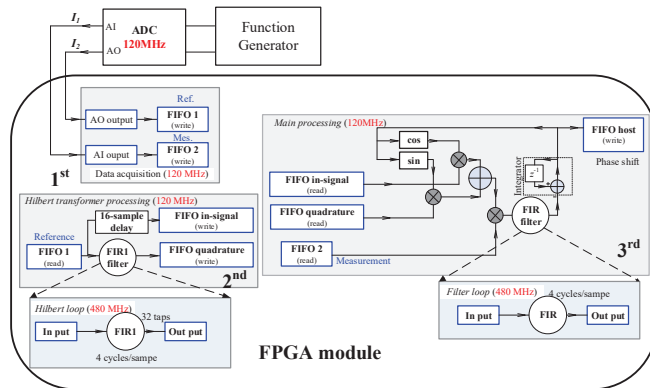 I1
AI
ADC
120MHz
I2
AO
Function
Generator
Ref.
AO output
FIFO 1
(write)
Mes.
AI ouput
FIFO 2
(write)
1st
Data acquisition (120 MHz)
Hilbert transformer processing (120 MHz)
16-sample
delay
FIFO in-signal
(write)
Reference
FIFO 1
(read)
FIR1
filter
FIFO quadrature
(write)
2nd
Hilbert loop (480 MHz)
32 taps
In put
FIR1
Out put
4 cycles/sampe
Main processing (120MHz)
cos
sin
FIFO host
(write)
Phase shift
Integrator
z-1
FIFO in-signal
(read)
FIFO quadrature
(read)
FIFO 2
(read)
Measurement
FIR
filter
3rd
Filter loop (480 MHz)
4 cycles/sampe
In put
FIR
Out put
FPGA module